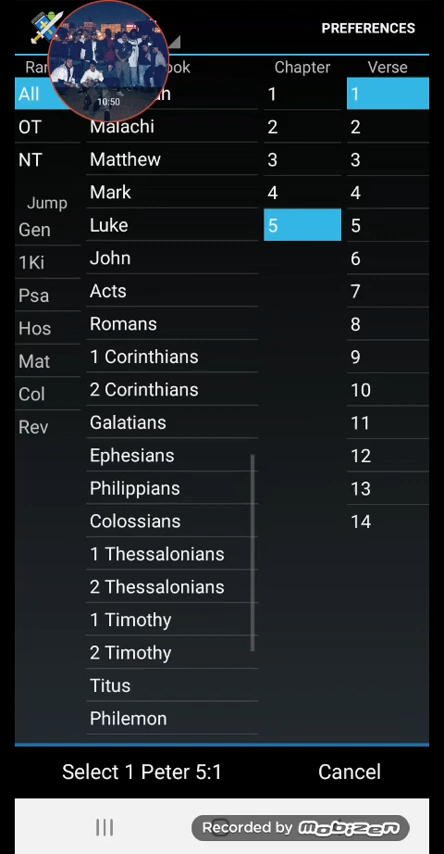 PREFERENCES
Chapter
Verse
All
OT
NT
Jump
Gen
1Ki
Psa
Hos
Mat
Col
Rev
Malachi
Matthew
Mark
Luke
John
Acts
Romans
1 Corinthians
2 Corinthians
Galatians
Ephesians
Philippians
Colossians
1 Thessalonians
2 Thessalonians
1 Timothy
2 Timothy
Titus
Philemon
1
2
3
4
5
1
2
3
4
5
6
7
8
9
10
11
12
13
14
10:50
Select 1 Peter 5:1
Cancel
Recorded by mobizen